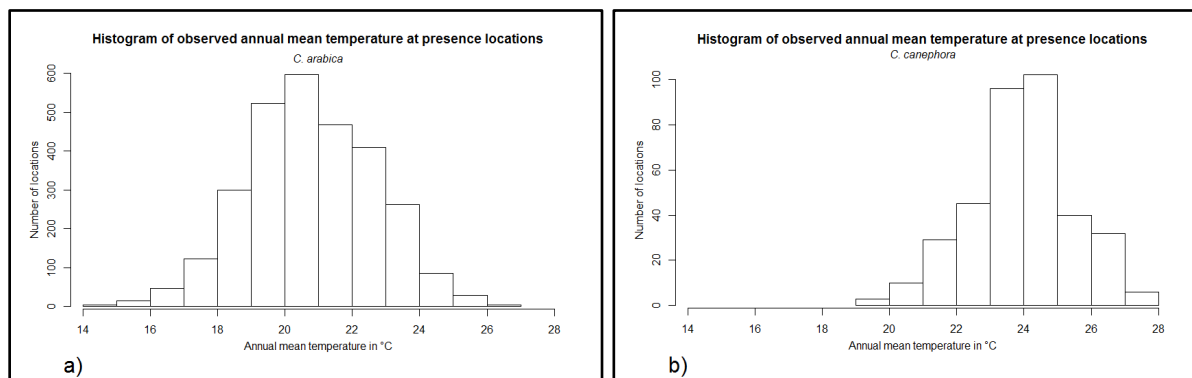 Histogram of observed annual mean temperature at presence locations
C. arabica
Number of locations
600
500
400
300
200
100
0
14 16 18 20 22 24 26 28
Annual mean temperature in °C
a)
Histogram of observed annual mean temperature at presence locations
C. canephora
Number of locations
100
80
60
40
20
0
14 16 18 20 22 24 26 28
Annual mean temperature in °C
b)